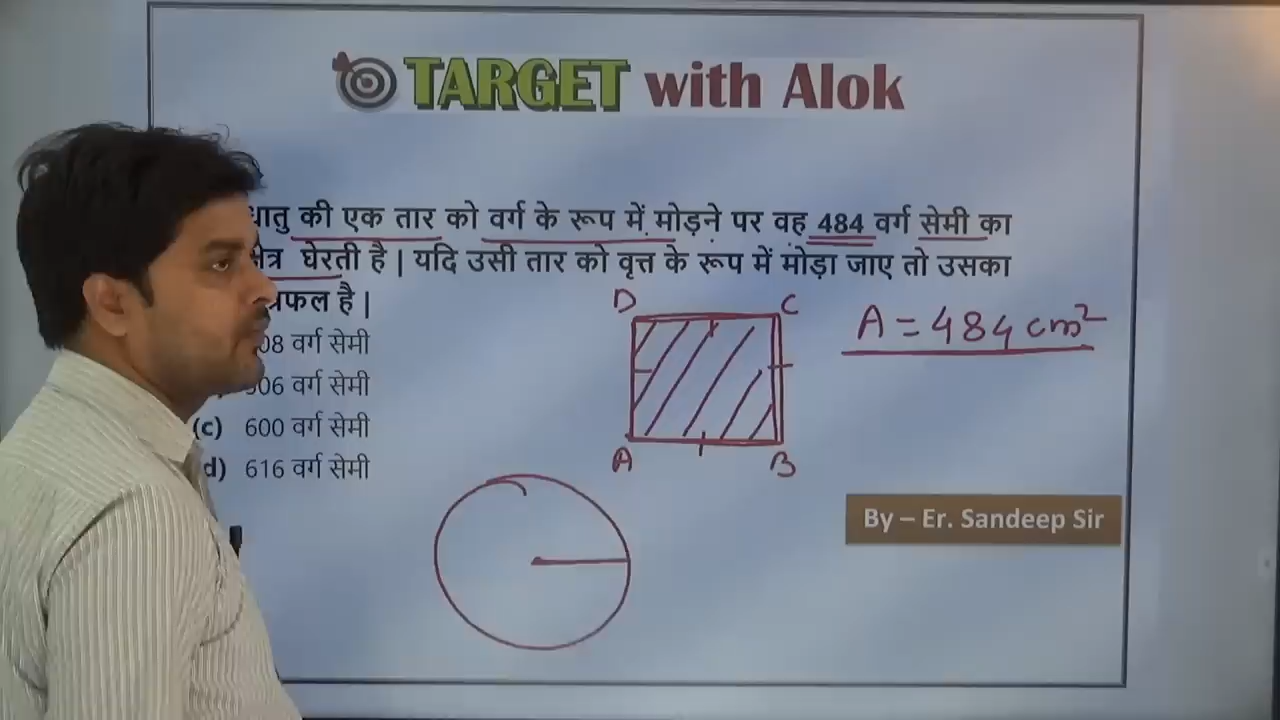 TARGET with Alok
धातु की एक तार को वर्ग के रूप में मोड़ने पर वह 484 वर्ग सेमी का
घेरती है | यदि उसी तार को वृत्त के रूप में मोड़ा जाए तो उसका
है |
वर्ग सेमी
वर्ग सेमी
(c) 600 वर्ग सेमी
d) 616 वर्ग सेमी
D C
A = 484 cm²
A B
By – Er. Sandeep Sir